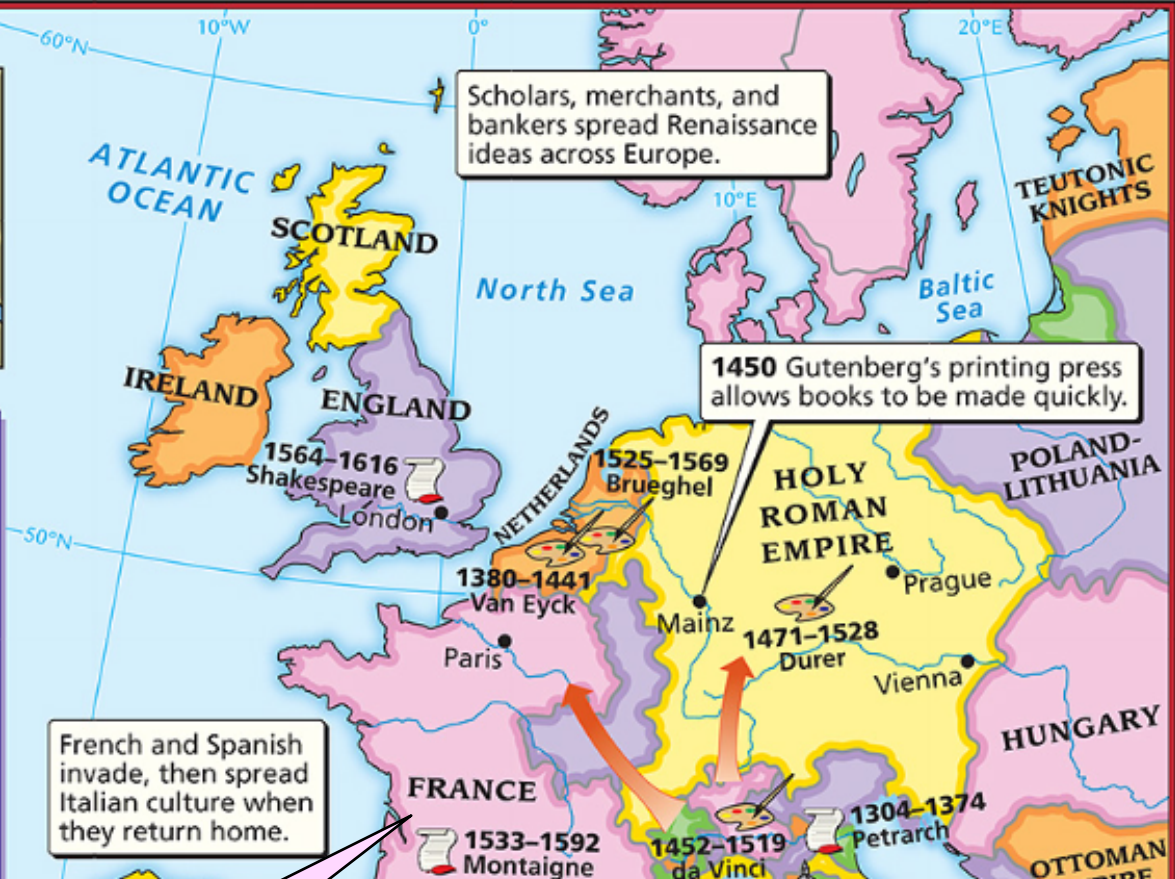 60°N
10°W
0°
20°E
Scholars, merchants, and
bankers spread Renaissance
ideas across Europe.
ATLANTIC
OCEAN
10°E
TEUTONIC
KNIGHTS
SCOTLAND
North Sea
Baltic
Sea
1450 Gutenberg's printing press
allows books to be made quickly.
IRELAND
ENGLAND
NETHERLANDS
1564–1616
Shakespeare
London
1525–1569
Brueghel
HOLY
ROMAN
EMPIRE
POLAND-
LITHUANIA
50°N
1380–1441
Van Eyck
Prague
Mainz
1471–1528
Durer
Paris
Vienna
HUNGARY
French and Spanish
invade, then spread
Italian culture when
they return home.
FRANCE
1533–1592
Montaigne
1452–1519
da Vinci
1304–1374
Petrarch
OTTOMAN